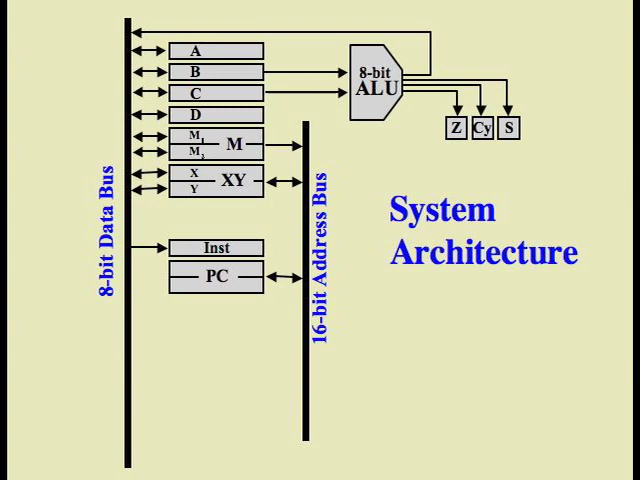 A
B
C
D
M1
M2
M
X
Y
XY
Inst
PC
8-bit
ALU
Z
Cy
S
8-bit Data Bus
16-bit Address Bus
System
Architecture